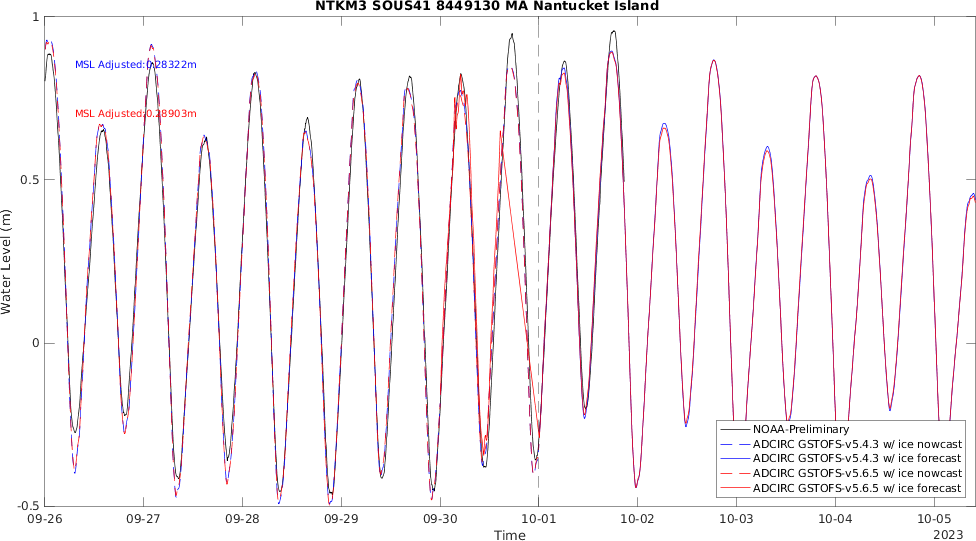 NTKM3 SOUS41 8449130 MA Nantucket Island
MSL Adjusted:0.28322m
MSL Adjusted:0.28903m
Water Level (m)
1
0.5
0
-0.5
NOAA-Preliminary
ADCIRC GSTOFS-v5.4.3 w/ ice nowcast
ADCIRC GSTOFS-v5.4.3 w/ ice forecast
ADCIRC GSTOFS-v5.6.5 w/ ice nowcast
ADCIRC GSTOFS-v5.6.5 w/ ice forecast
09-26 09-27 09-28 09-29 09-30 10-01 10-02 10-03 10-04 10-05
Time
2023